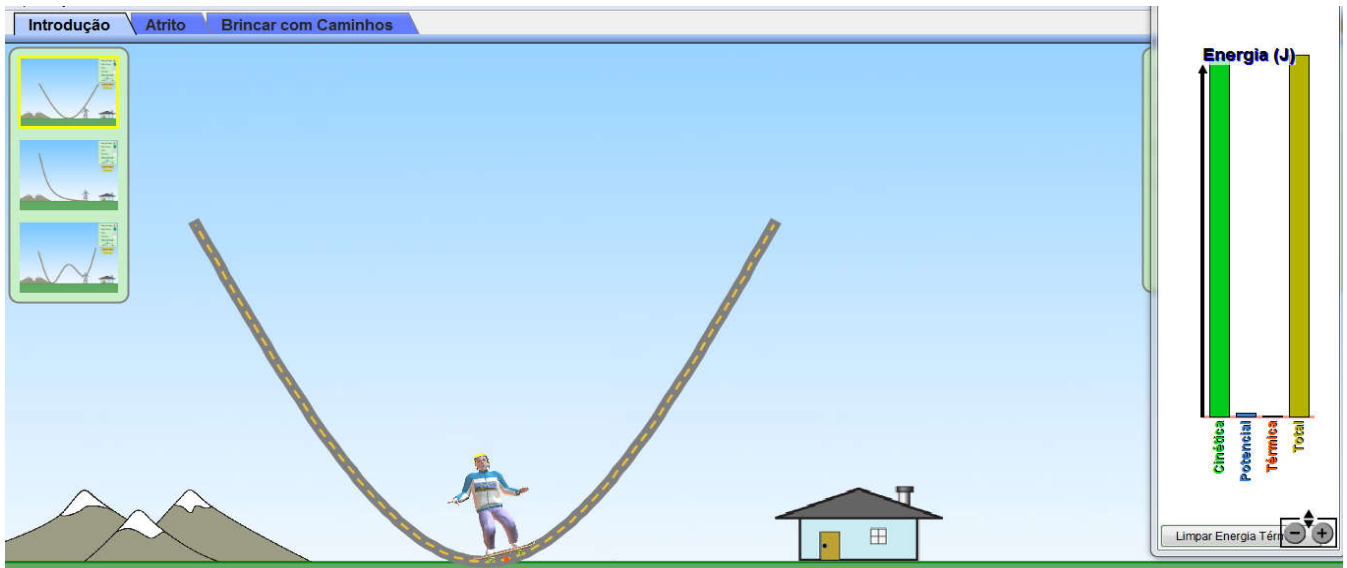 Introdução
Atrito
Brincar com Caminhos
Energia (J)
Cinética
Potencial
Térmica
Total
Limpar Energia Térm